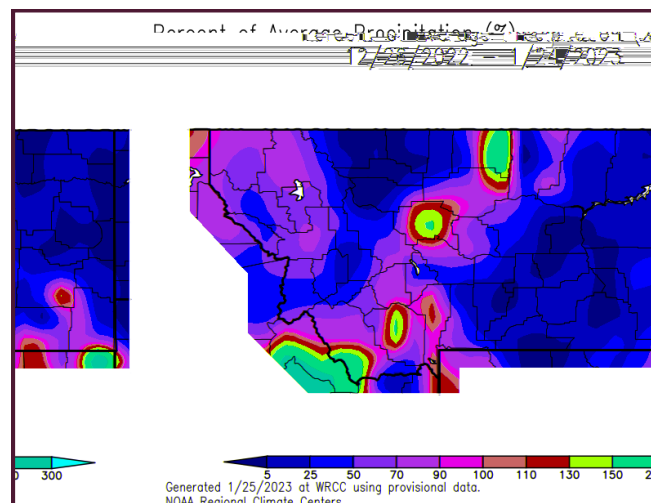 Percent of Average Precipitation (%)
300 5 25 50 70 90 100 110 130 150
Generated 1/25/2023 at WRCC using provisional data.
NOAA Regional Climate Centers